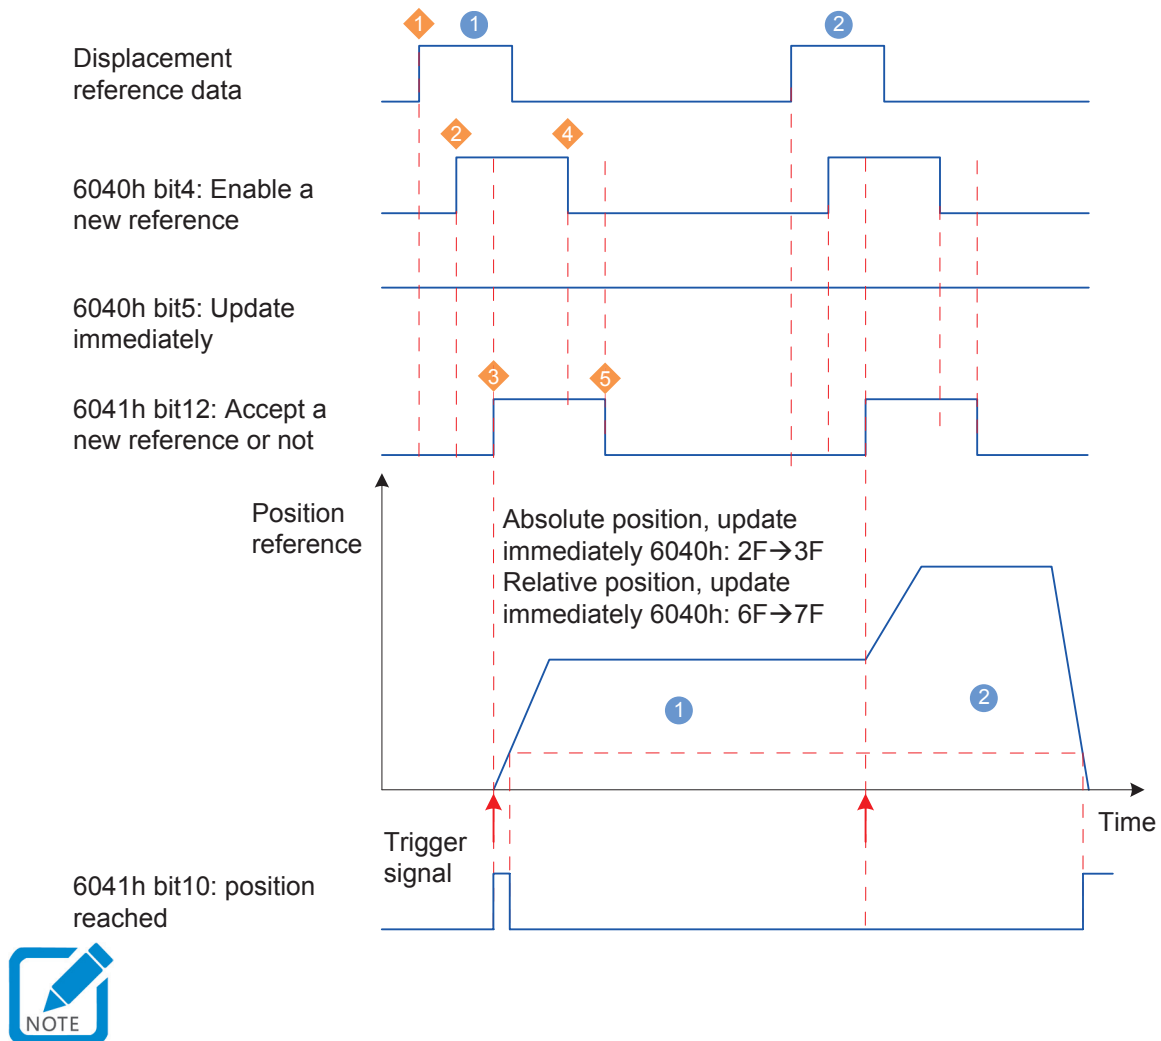 1
1
2
Displacement
reference data
2
4
6040h bit4: Enable a
new reference
6040h bit5: Update
immediately
3
5
6041h bit12: Accept a
new reference or not
Position
reference
Absolute position, update
immediately 6040h: 2F→3F
Relative position, update
immediately 6040h: 6F→7F
1
2
Time
Trigger
signal
6041h bit10: position
reached
NOTE